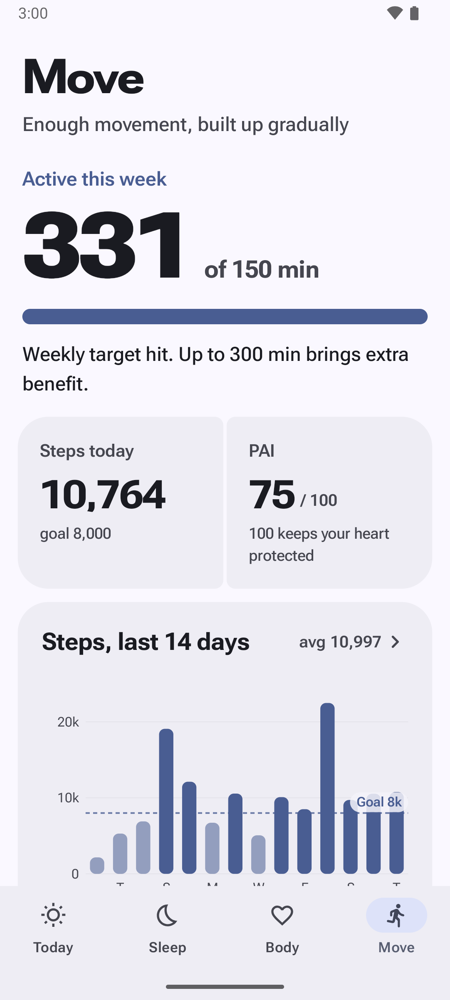 3:00
Move
Enough movement, built up gradually
Active this week
331 of 150 min
Weekly target hit. Up to 300 min brings extra
benefit.
Steps today
10,764
goal 8,000
PAI
75 / 100
100 keeps your heart
protected
Steps, last 14 days
avg 10,997
20k
10k
Goal 8k
0
Today
Sleep
Body
Move